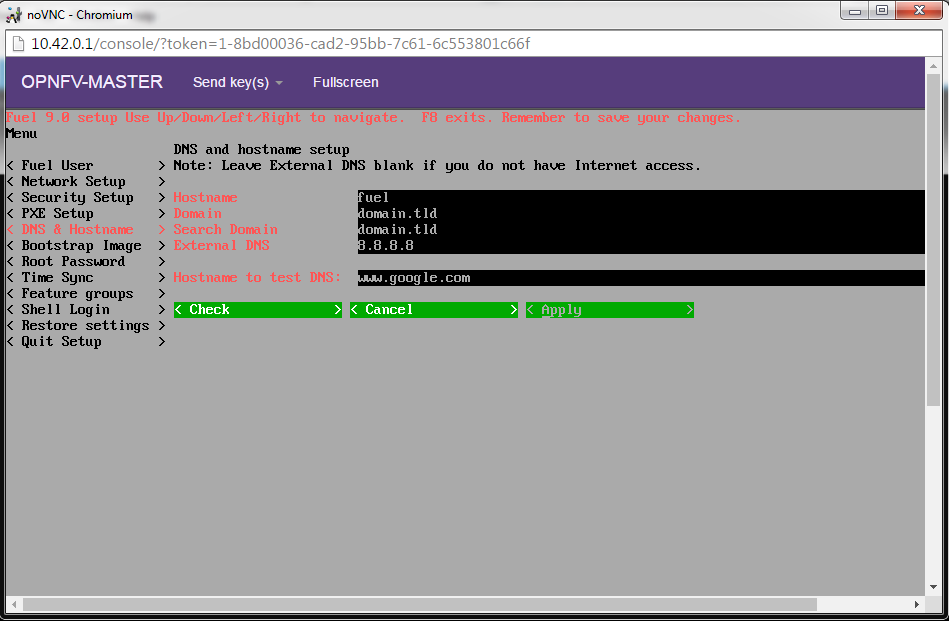 noVNC - Chromium
10.42.0.1/console/?token=1-8bd00036-cad2-95bb-7c61-6c553801c66f
OPNFV-MASTER Send key(s) Fullscreen
Fuel 9.0 setup Use Up/Down/Left/Right to navigate. F8 exits. Remember to save your changes.
Menu
DNS and hostname setup
< Fuel User > Note: Leave External DNS blank if you do not have Internet access.
< Network Setup >
< Security Setup > Hostname fuel
< PXE Setup > Domain domain.tld
< DNS & Hostname > Search Domain domain.tld
< Bootstrap Image > External DNS 8.8.8.8
< Root Password >
< Time Sync > Hostname to test DNS: www.google.com
< Feature groups >
< Shell Login > < Check > < Cancel > < Apply >
< Restore settings >
< Quit Setup >